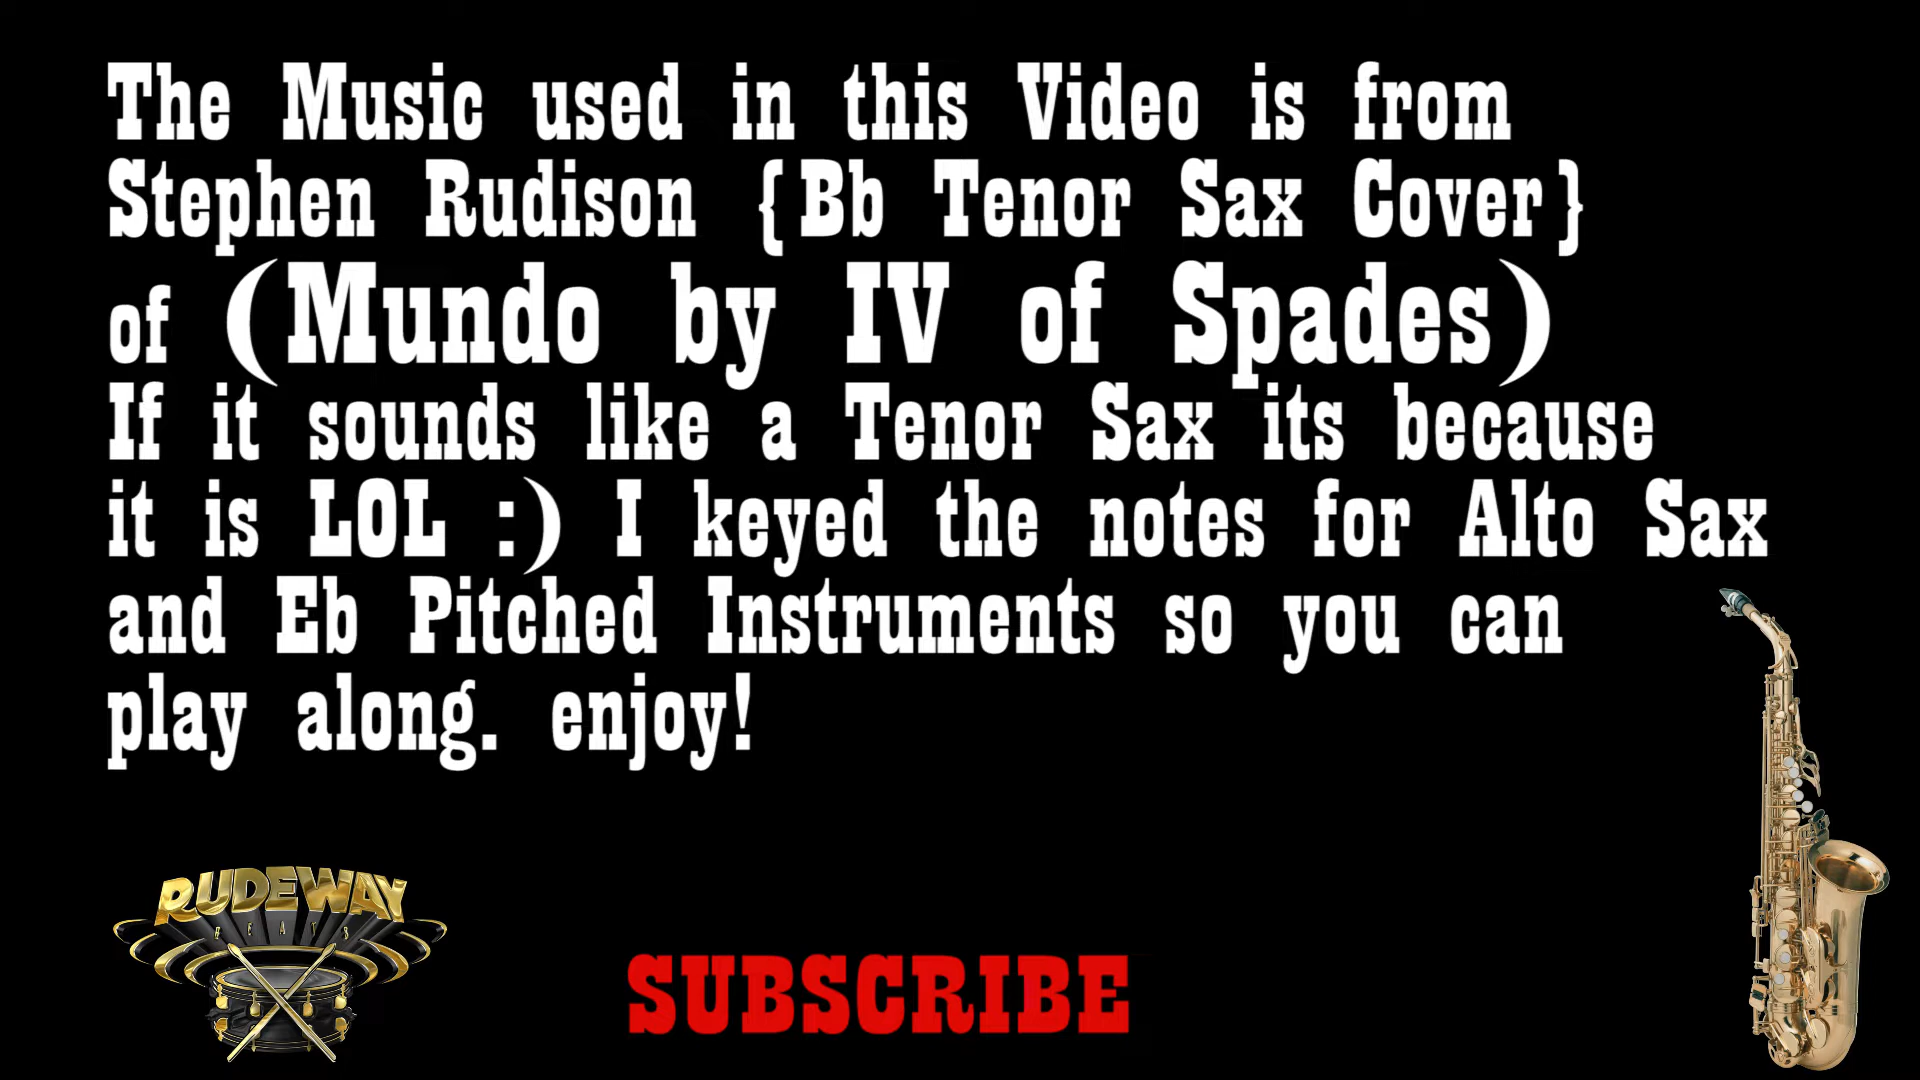 The Music used in this Video is from
Stephen Rudison {Bb Tenor Sax Cover}
of (Mundo by IV of Spades)
If it sounds like a Tenor Sax its because
it is LOL :) I keyed the notes for Alto Sax
and Eb Pitched Instruments so you can
play along. enjoy!
RUDEWAY
BEATS
SUBSCRIBE